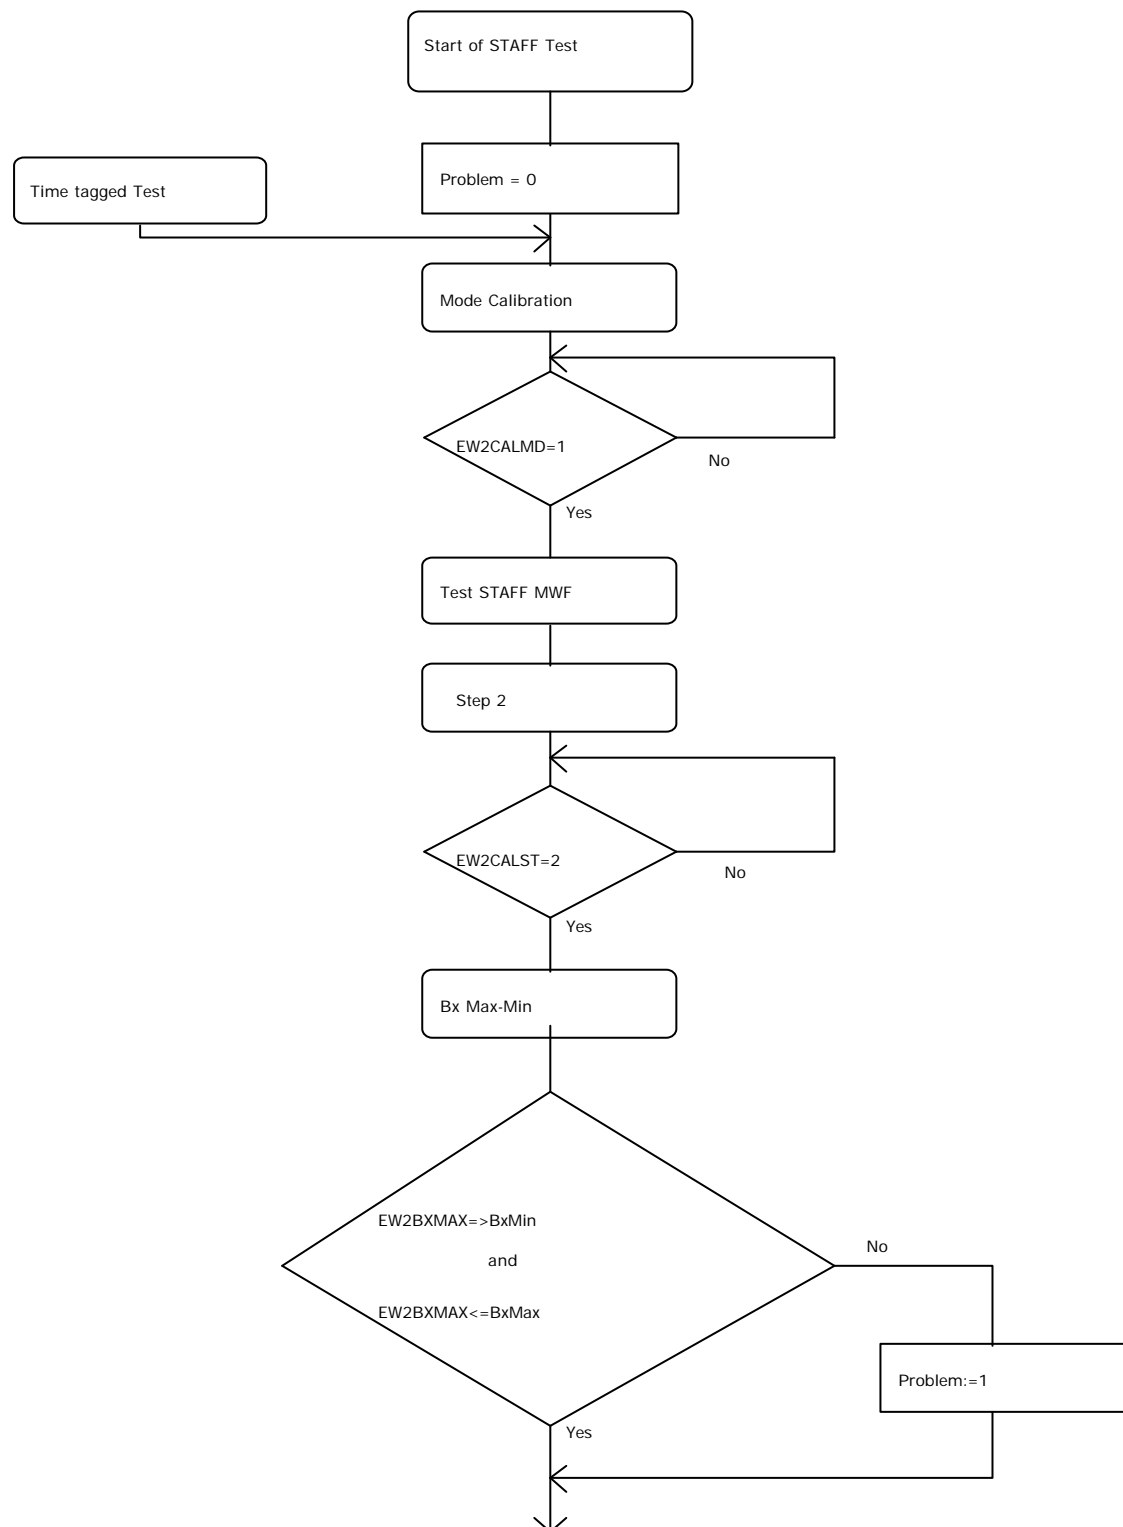 Start of STAFF Test
Problem = 0
Time tagged Test
Mode Calibration
EW2CALMD=1
No
Yes
Test STAFF MWF
Step 2
EW2CALST=2
No
Yes
Bx Max-Min
EW2BXMAX=>BxMin
and
EW2BXMAX<=BxMax
No
Problem:=1
Yes